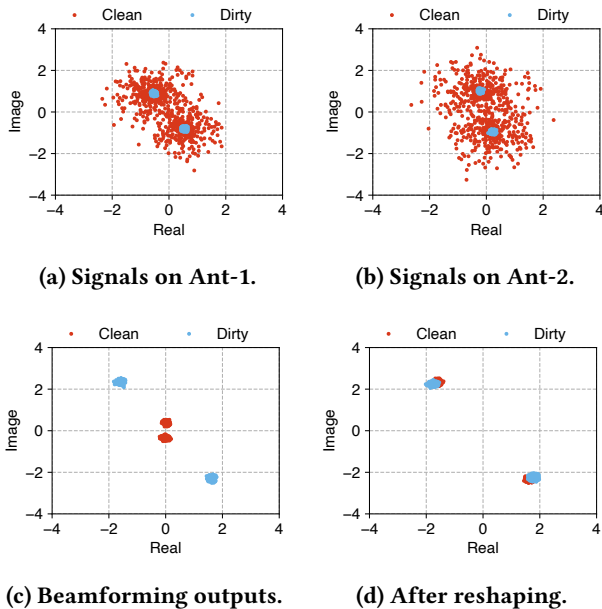 Clean Dirty
4
2
0
−2
−4
Image
−4 −2 0 2 4
Real
(a) Signals on Ant-1.
Clean Dirty
4
2
0
−2
−4
Image
−4 −2 0 2 4
Real
(b) Signals on Ant-2.
Clean Dirty
4
2
0
−2
−4
Image
−4 −2 0 2 4
Real
(c) Beamforming outputs.
Clean Dirty
4
2
0
−2
−4
Image
−4 −2 0 2 4
Real
(d) After reshaping.